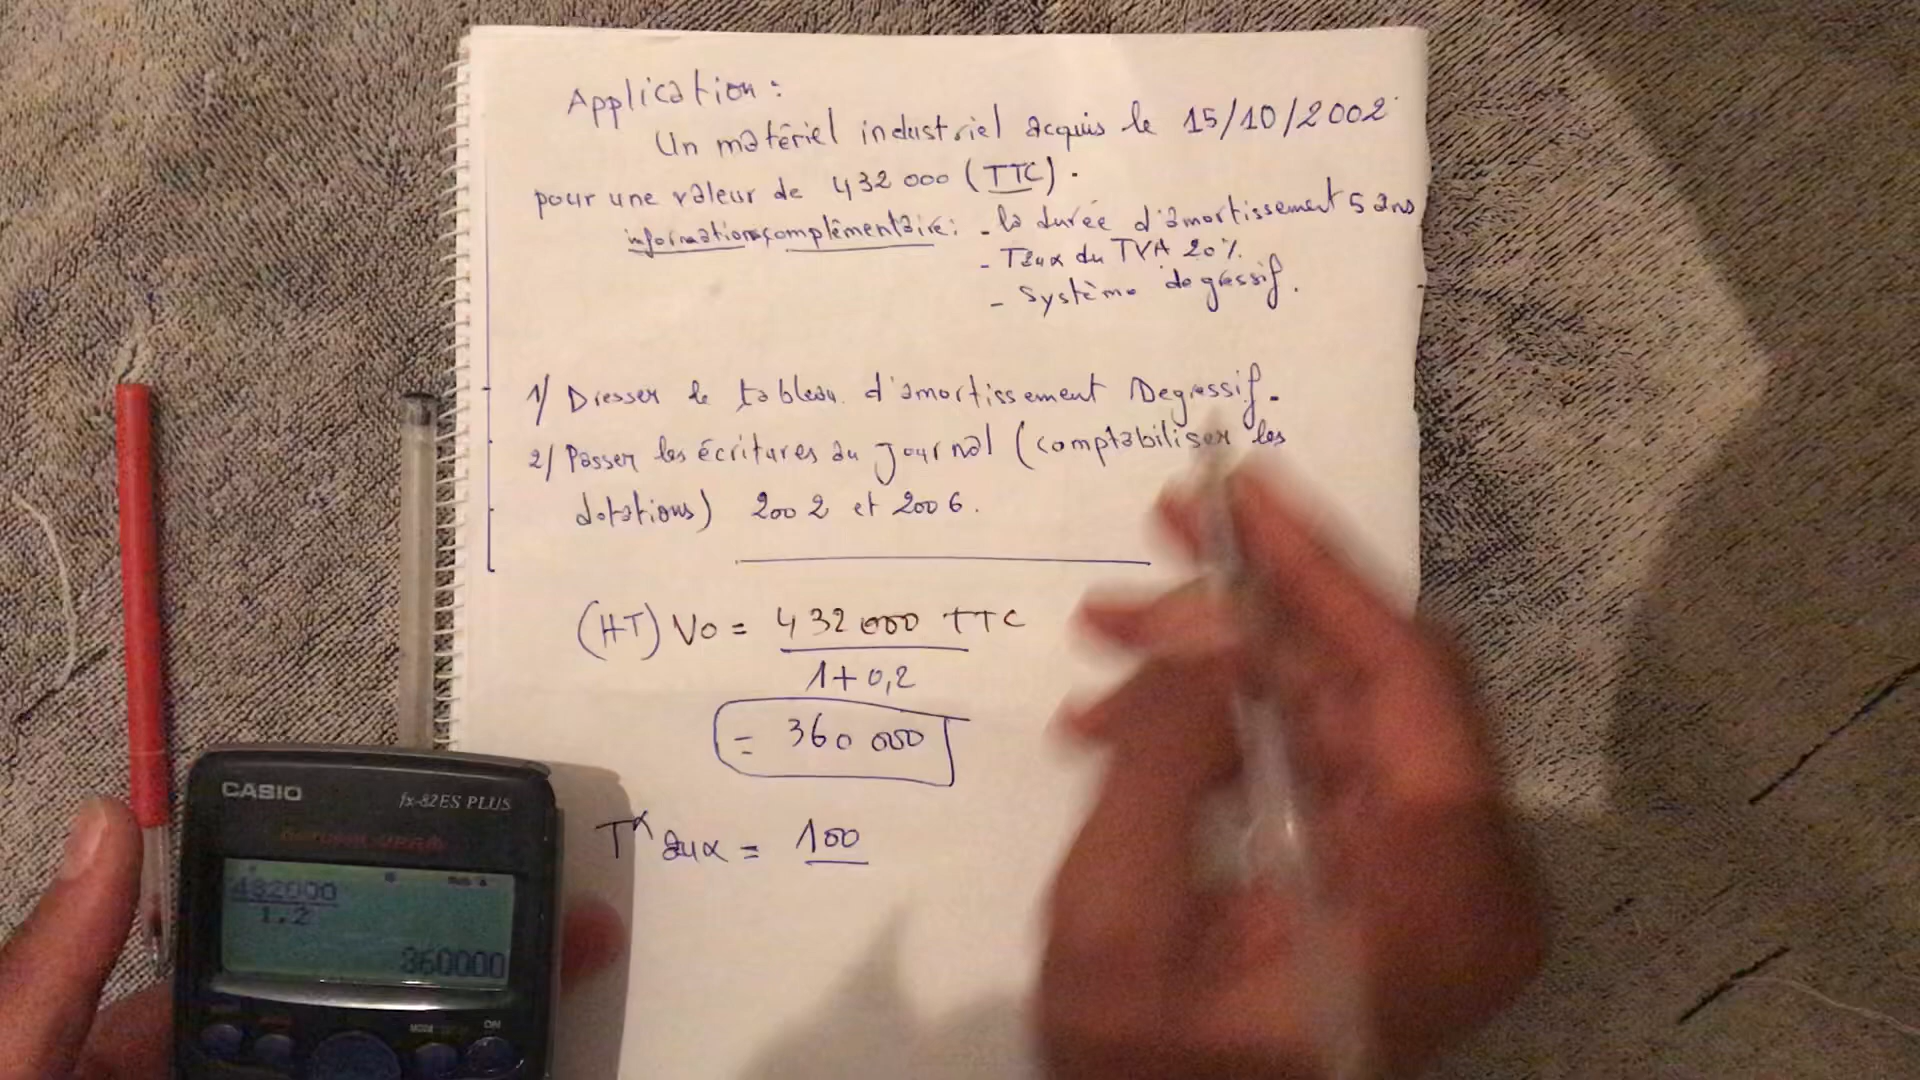 Application :
Un matériel industriel acquis le 15/10/2002
pour une valeur de 432 000 (TTC).
informations complémentaire : - la durée d'amortissement 5 ans
- Taux du TVA 20%.
- Système degressif.
1/ Dresser le tableau d'amortissement Degressif.
2/ Passer les écritures au journal (comptabiliser les
dotations) 2002 et 2006.
(HT) Vo = 432 000 TTC
1+0,2
= 360 000
Taux = 100
CASIO
fx-82ES PLUS
432000
1.2
360000
MODE
ON